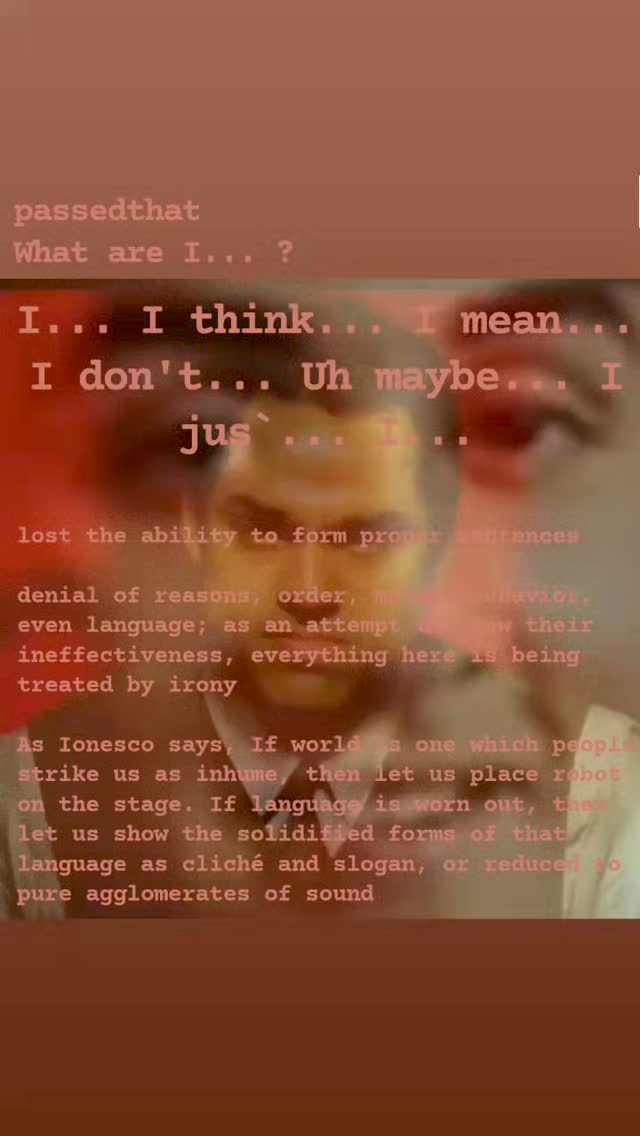 passedthat
What are I... ?
I... I think... I mean...
I don't... Uh maybe... I
jus`... I...
lost the ability to form proper sentences
denial of reasons, order, behavior,
even language; as an attempt their
ineffectiveness, everything here is being
treated by irony
As Ionesco says, If world is one which people
strike us as inhume, then let us place robot
on the stage. If language is worn out, then
let us show the solidified forms of that
language as cliché and slogan, or reduced to
pure agglomerates of sound